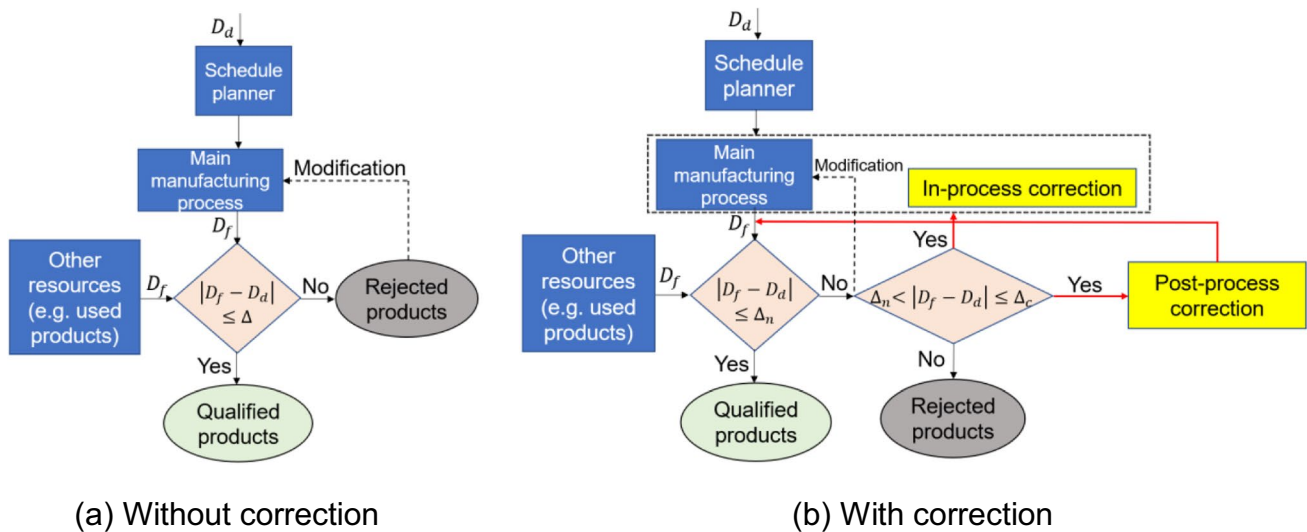 D_d
Schedule
planner
Main
manufacturing
process
Modification
D_f
Other
resources
(e.g. used
products)
D_f
|D_f − D_d|
≤ Δ
No
Rejected
products
Yes
Qualified
products
(a) Without correction
D_d
Schedule
planner
Main
manufacturing
process
Modification
In-process correction
D_f
Yes
Other
resources
(e.g. used
products)
D_f
|D_f − D_d|
≤ Δ_n
No
Δ_n < |D_f − D_d| ≤ Δ_c
Yes
Post-process
correction
Yes
No
Qualified
products
Rejected
products
(b) With correction